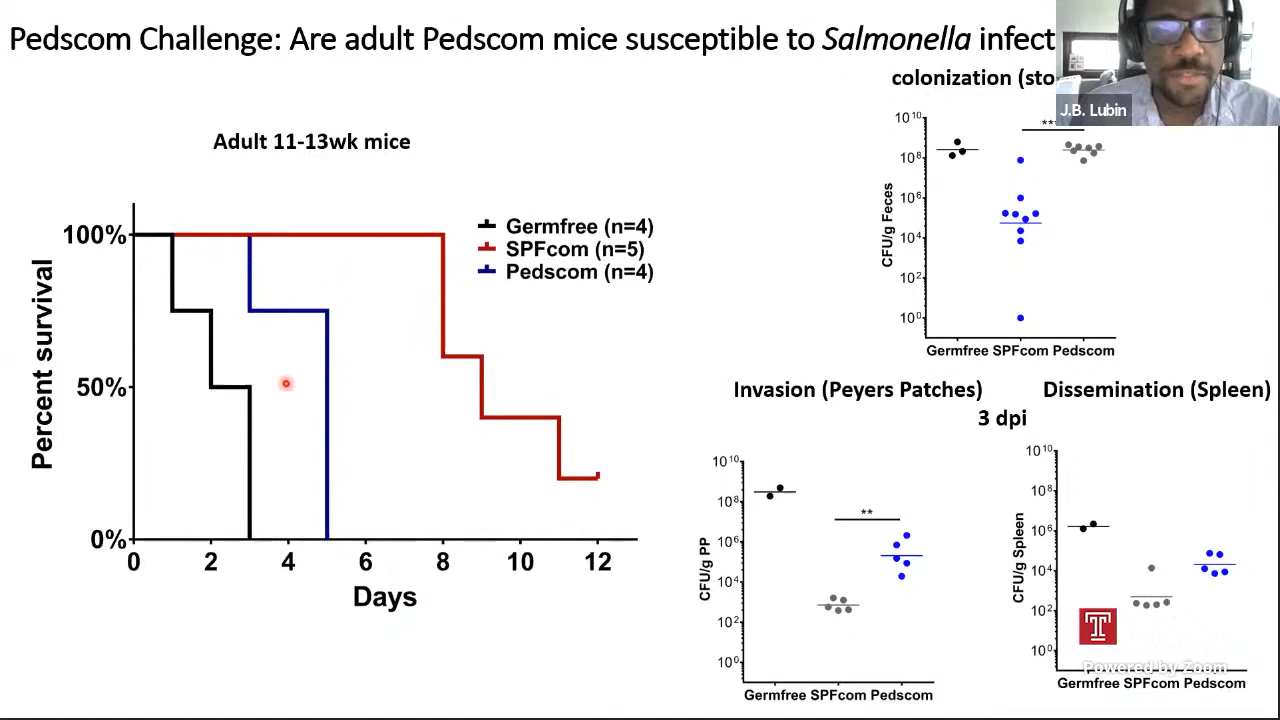 Pedscom Challenge: Are adult Pedscom mice susceptible to Salmonella infect
colonization (sto
J.B. Lubin
Adult 11-13wk mice
Percent survival
100%
50%
0%
0 2 4 6 8 10 12
Days
Germfree (n=4)
SPFcom (n=5)
Pedscom (n=4)
CFU/g Feces
10^10
10^8
10^6
10^4
10^2
10^0
Germfree SPFcom Pedscom
Invasion (Peyers Patches)
Dissemination (Spleen)
3 dpi
CFU/g PP
10^10
10^8
10^6
10^4
10^2
10^0
**
Germfree SPFcom Pedscom
CFU/g Spleen
10^10
10^8
10^6
10^4
10^2
10^0
T
Powered by Zoom
Germfree SPFcom Pedscom